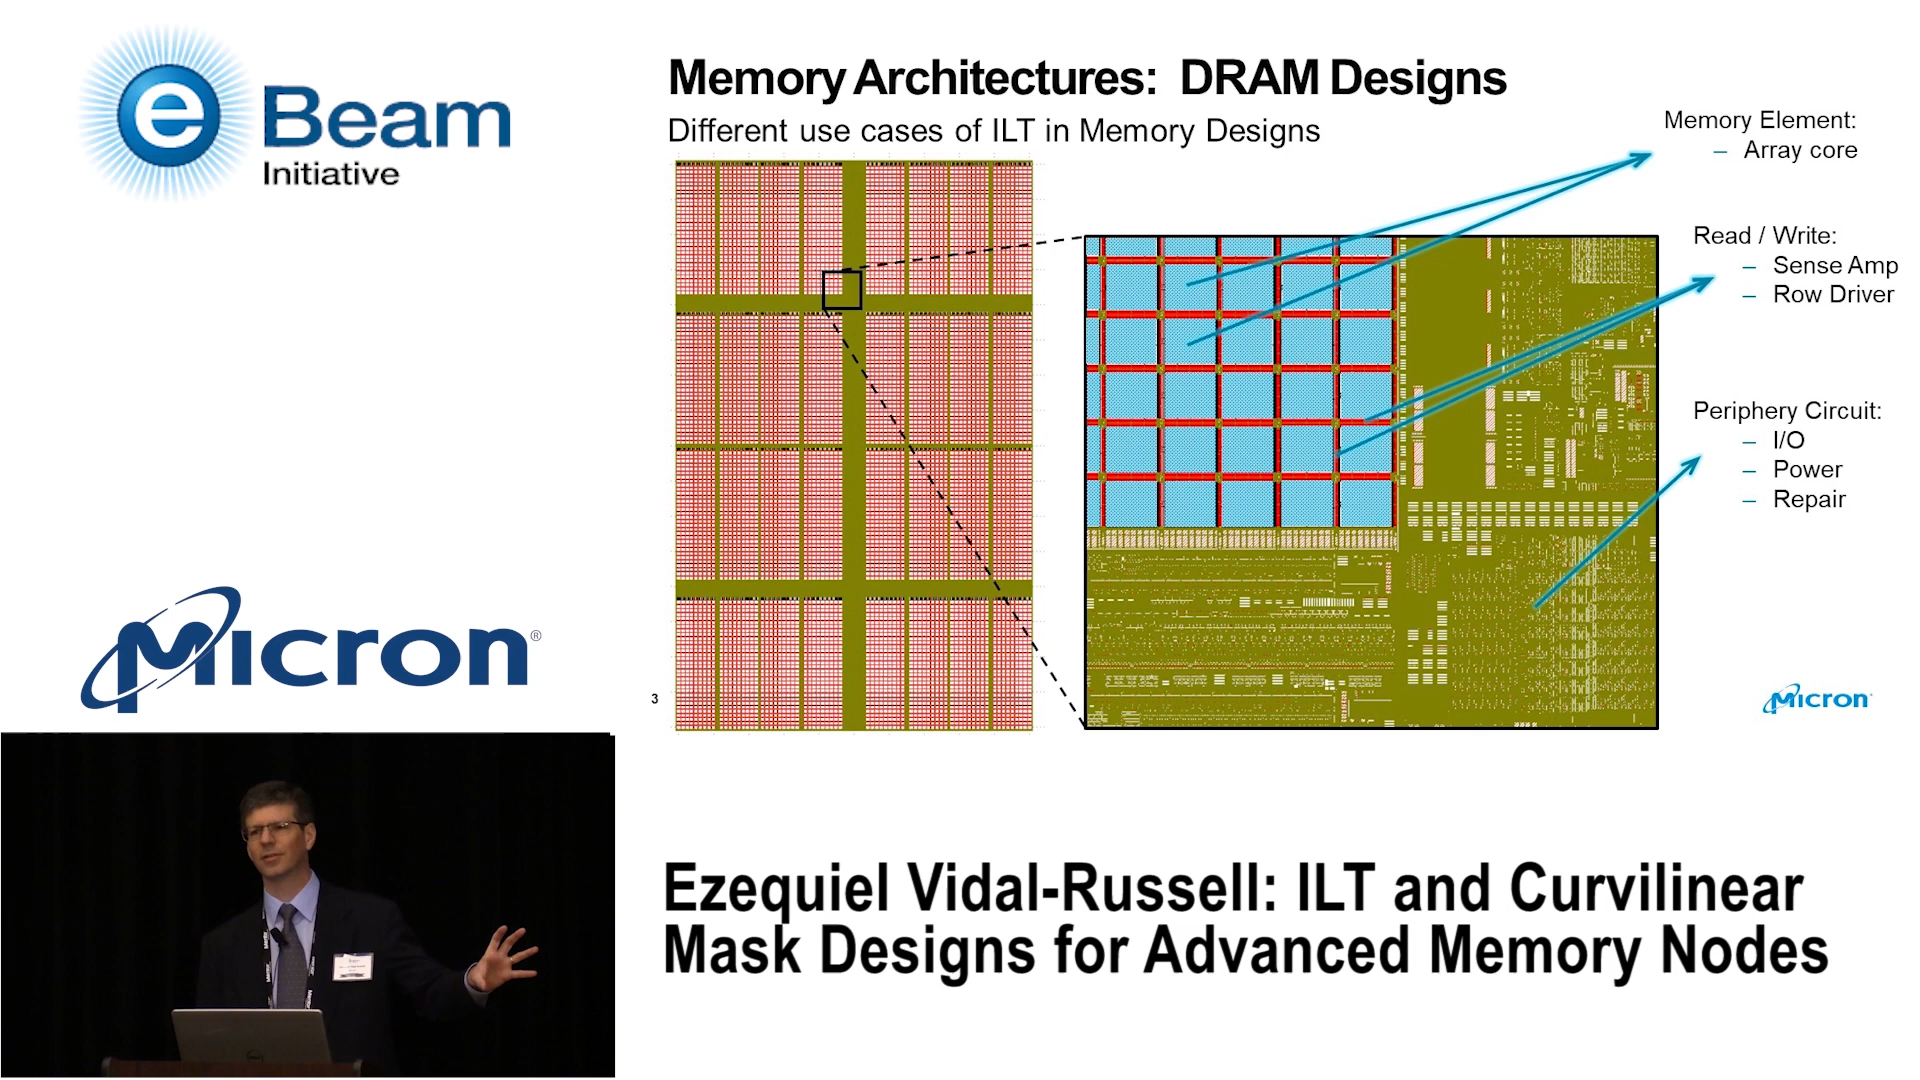 e Beam
Initiative
Memory Architectures: DRAM Designs
Different use cases of ILT in Memory Designs
Memory Element:
– Array core
Read / Write:
– Sense Amp
– Row Driver
Periphery Circuit:
– I/O
– Power
– Repair
3
Micron
Micron®
Ezequiel Vidal-Russell: ILT and Curvilinear
Mask Designs for Advanced Memory Nodes